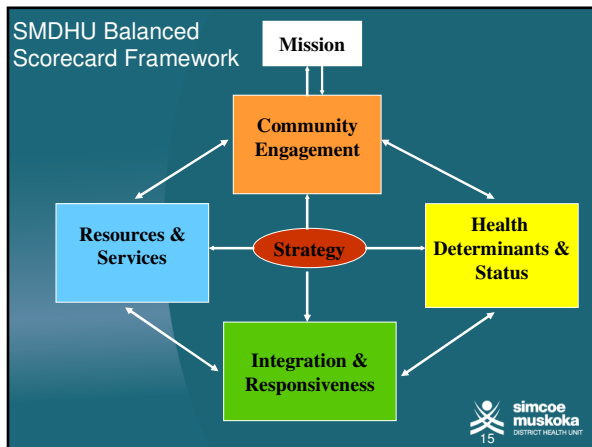 SMDHU Balanced
Scorecard Framework
Mission
Community
Engagement
Resources &
Services
Strategy
Health
Determinants &
Status
Integration &
Responsiveness
simcoe
muskoka
DISTRICT HEALTH UNIT
15